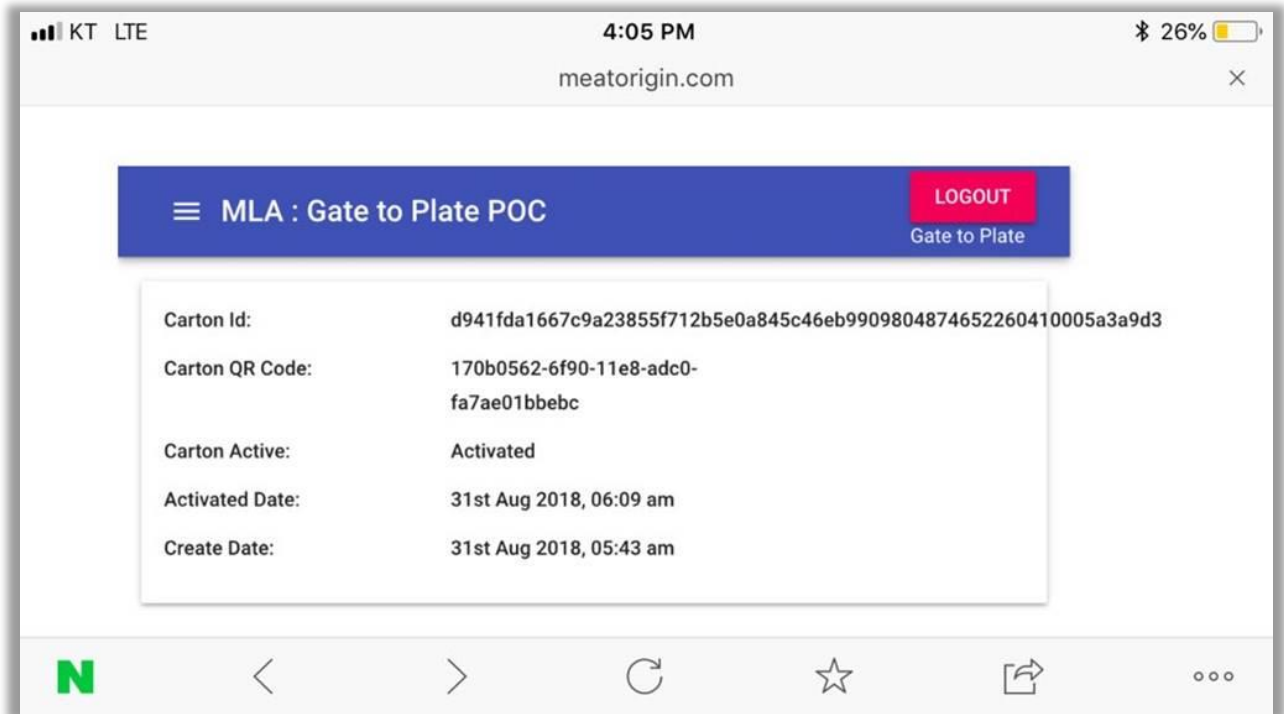 KT LTE 4:05 PM 26%
meatorigin.com
MLA : Gate to Plate POC
LOGOUT
Gate to Plate
Carton Id: d941fda1667c9a23855f712b5e0a845c46eb9909804874652260410005a3a9d3
Carton QR Code: 170b0562-6f90-11e8-adc0-
fa7ae01bbebc
Carton Active: Activated
Activated Date: 31st Aug 2018, 06:09 am
Create Date: 31st Aug 2018, 05:43 am
N